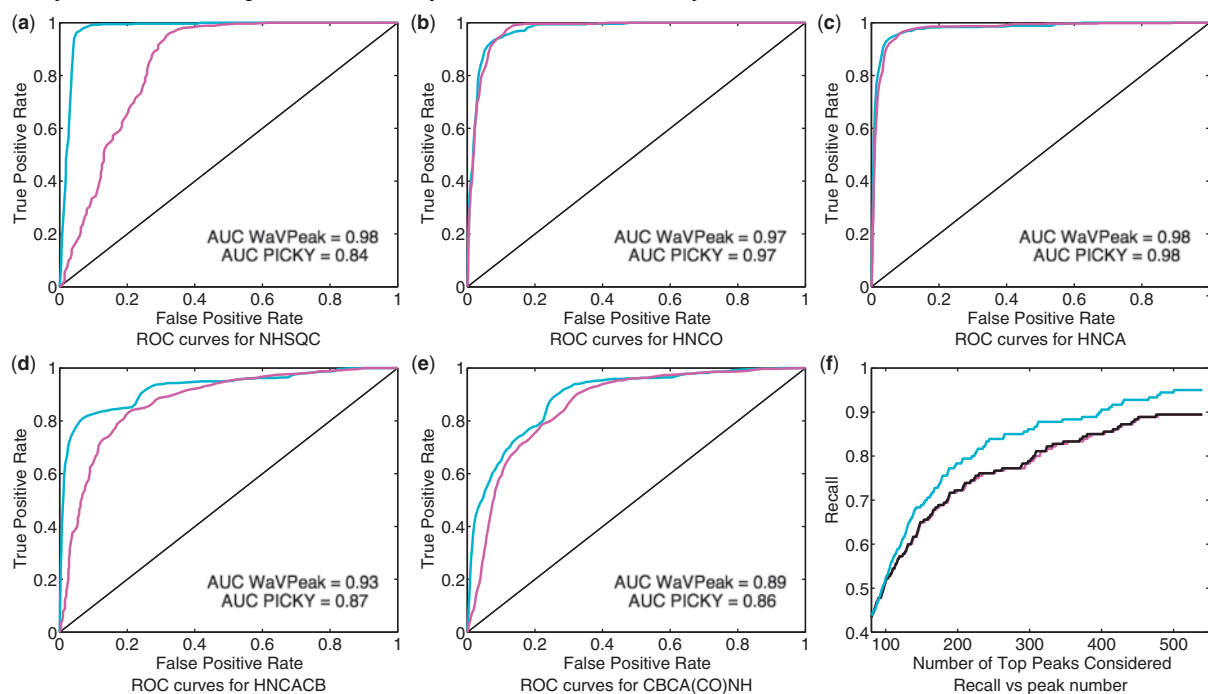 (a)
1
0.8
0.6
0.4
0.2
0
True Positive Rate
AUC WaVPeak = 0.98
AUC PICKY = 0.84
0 0.2 0.4 0.6 0.8 1
False Positive Rate
ROC curves for NHSQC
(b)
1
0.8
0.6
0.4
0.2
0
True Positive Rate
AUC WaVPeak = 0.97
AUC PICKY = 0.97
0 0.2 0.4 0.6 0.8 1
False Positive Rate
ROC curves for HNCO
(c)
1
0.8
0.6
0.4
0.2
0
True Positive Rate
AUC WaVPeak = 0.98
AUC PICKY = 0.98
0 0.2 0.4 0.6 0.8 1
False Positive Rate
ROC curves for HNCA
(d)
1
0.8
0.6
0.4
0.2
0
True Positive Rate
AUC WaVPeak = 0.93
AUC PICKY = 0.87
0 0.2 0.4 0.6 0.8 1
False Positive Rate
ROC curves for HNCACB
(e)
1
0.8
0.6
0.4
0.2
0
True Positive Rate
AUC WaVPeak = 0.89
AUC PICKY = 0.86
0 0.2 0.4 0.6 0.8 1
False Positive Rate
ROC curves for CBCA(CO)NH
(f)
1
0.9
0.8
0.7
0.6
0.5
0.4
Recall
100 200 300 400 500
Number of Top Peaks Considered
Recall vs peak number